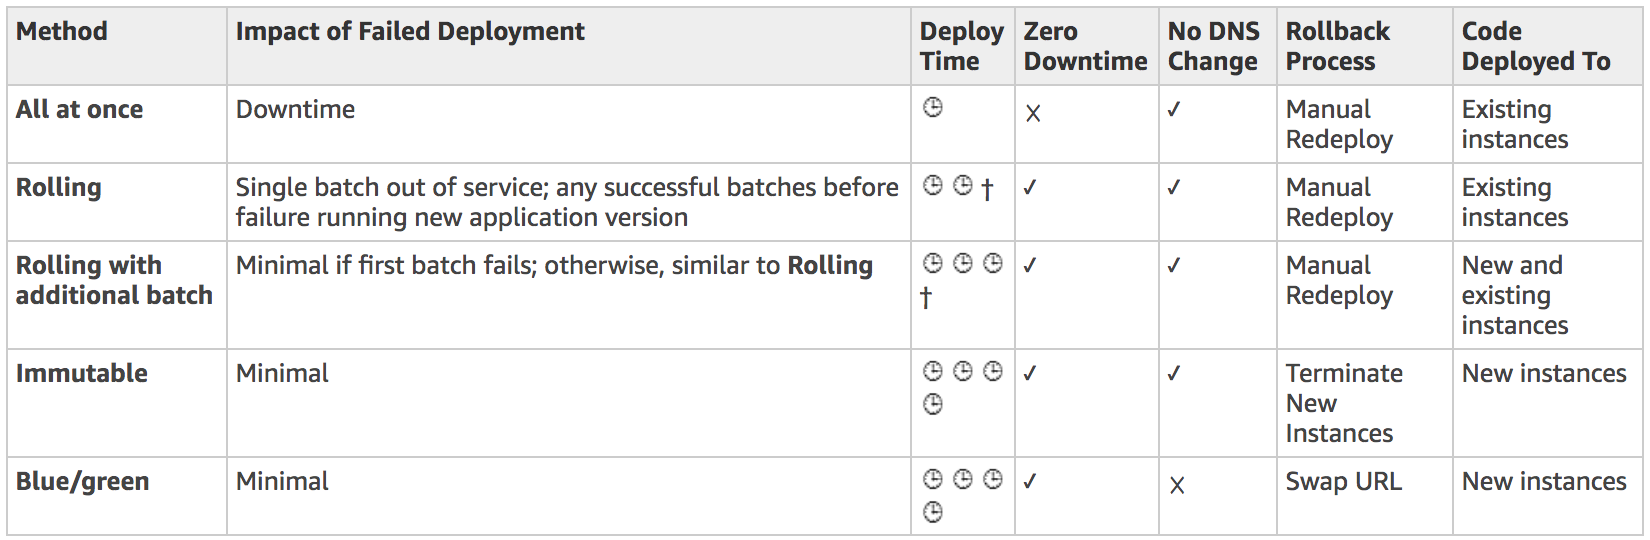 Method Impact of Failed Deployment Deploy Time Zero Downtime No DNS Change Rollback Process Code Deployed To
All at once Downtime 🕒 ☓ ✓ Manual Redeploy Existing instances
Rolling Single batch out of service; any successful batches before failure running new application version 🕒 🕒 † ✓ ✓ Manual Redeploy Existing instances
Rolling with additional batch Minimal if first batch fails; otherwise, similar to Rolling 🕒 🕒 🕒 † ✓ ✓ Manual Redeploy New and existing instances
Immutable Minimal 🕒 🕒 🕒 🕒 ✓ ✓ Terminate New Instances New instances
Blue/green Minimal 🕒 🕒 🕒 🕒 ✓ ☓ Swap URL New instances